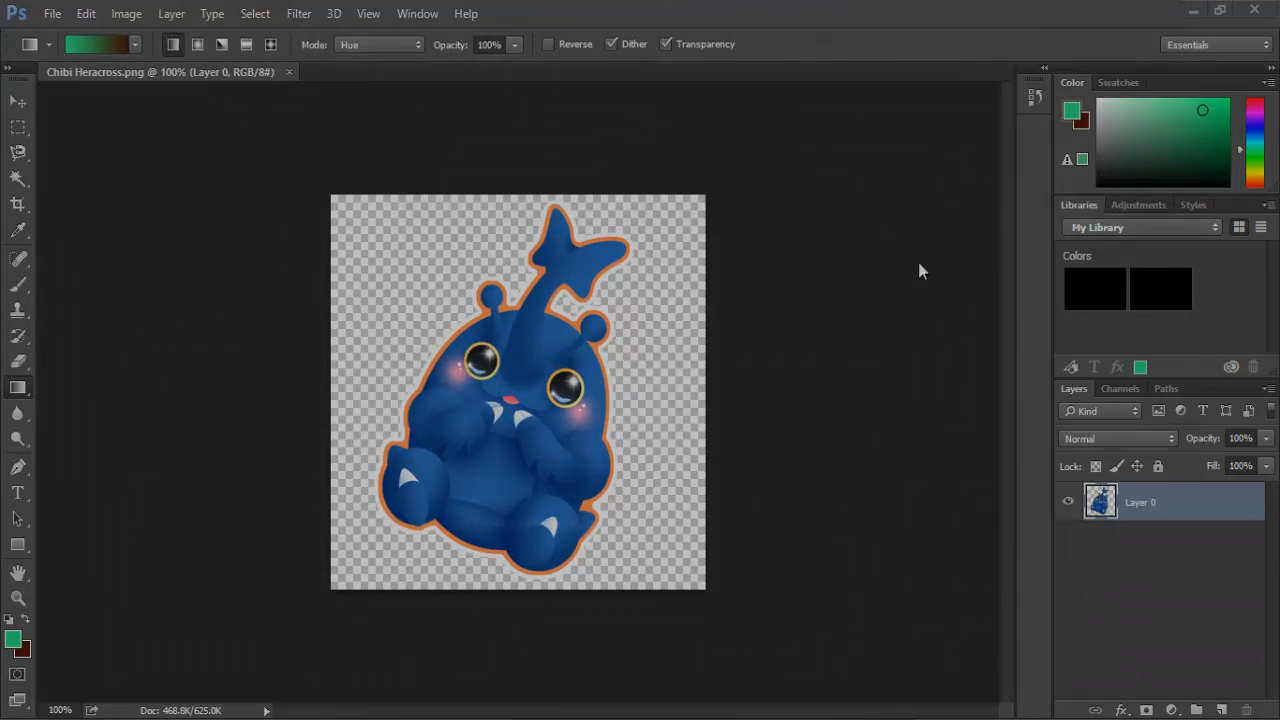 Ps File Edit Image Layer Type Select Filter 3D View Window Help
Mode: Hue Opacity: 100% Reverse Dither Transparency Essentials
Chibi Heracross.png @ 100% (Layer 0, RGB/8#) ×
Color Swatches
Libraries Adjustments Styles
My Library
Colors
Layers Channels Paths
Kind
Normal Opacity: 100%
Lock: Fill: 100%
Layer 0
100% Doc: 468.8K/625.0K